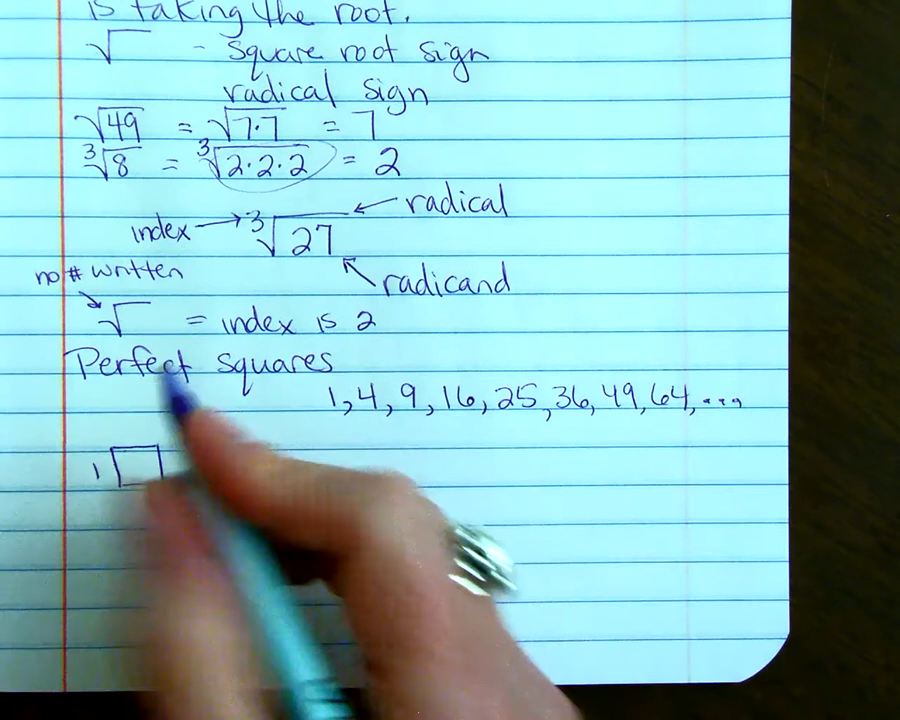 is taking the root.
√ - square root sign
radical sign
√49 = √7·7 = 7
³√8 = ³√2·2·2 = 2
← radical
index → ³√27
radicand
no # written
√ = index is 2
Perfect squares
1, 4, 9, 16, 25, 36, 49, 64, ...,
1